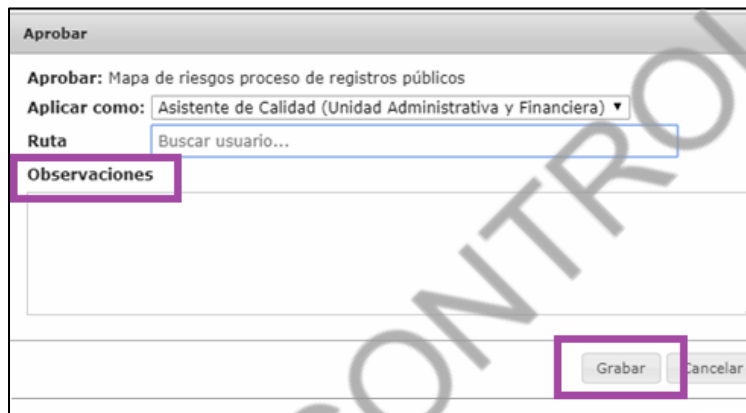 Aprobar
Aprobar: Mapa de riesgos proceso de registros públicos
Aplicar como: Asistente de Calidad (Unidad Administrativa y Financiera)
Ruta Buscar usuario...
Observaciones
Grabar Cancelar
CONTROL